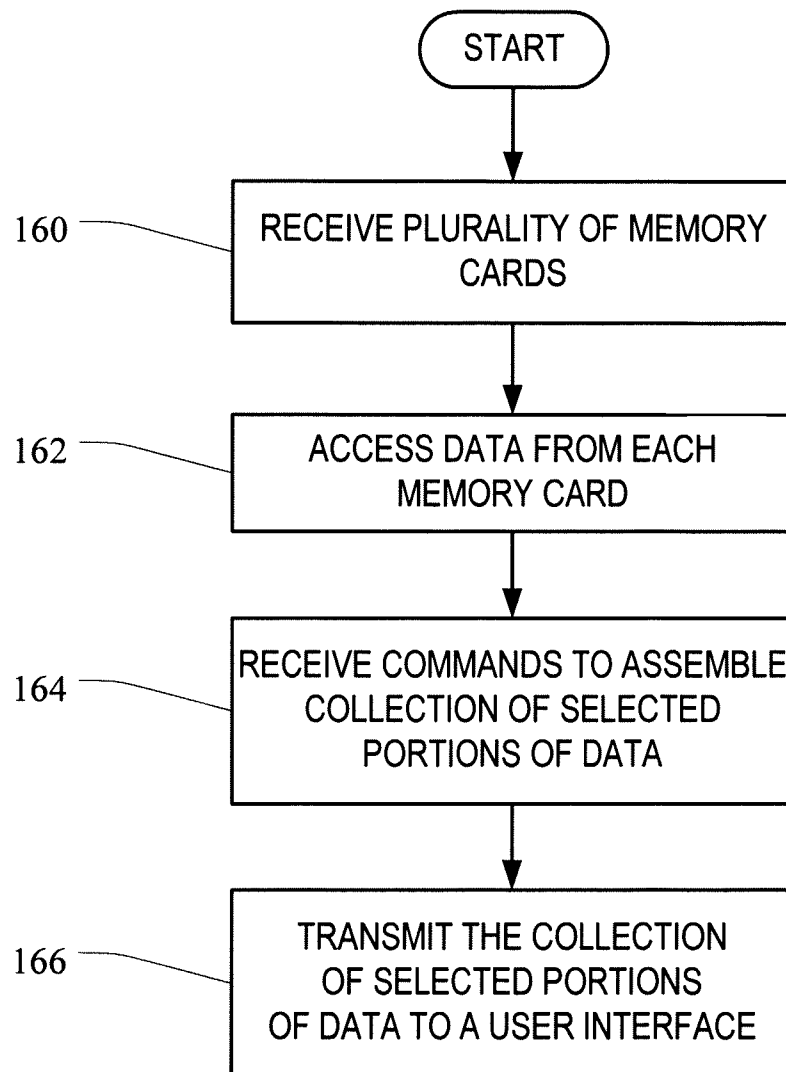 START
160
RECEIVE PLURALITY OF MEMORY
CARDS
162
ACCESS DATA FROM EACH
MEMORY CARD
164
RECEIVE COMMANDS TO ASSEMBLE
COLLECTION OF SELECTED
PORTIONS OF DATA
166
TRANSMIT THE COLLECTION
OF SELECTED PORTIONS
OF DATA TO A USER INTERFACE